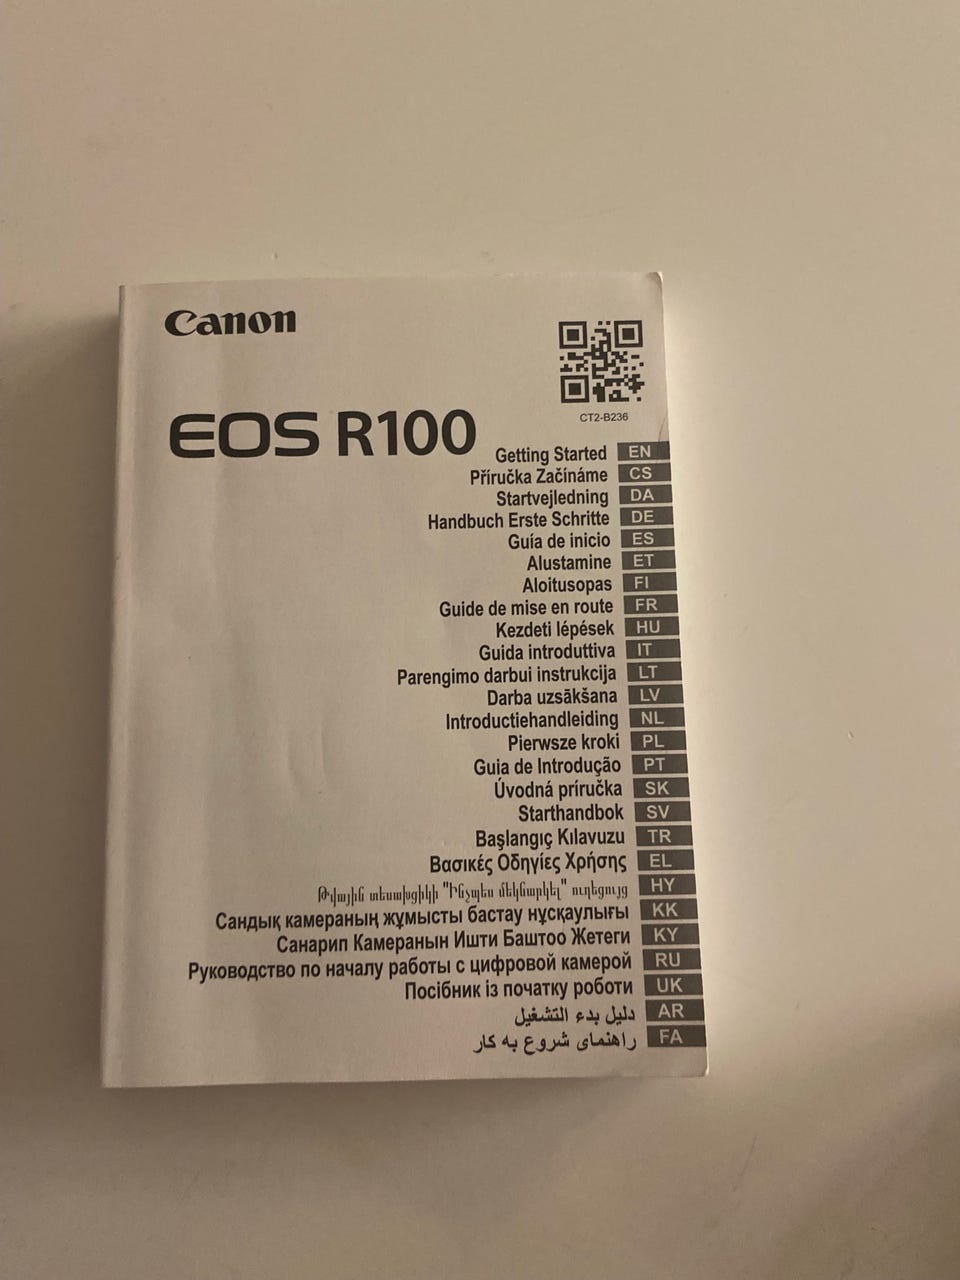 Canon
CT2-B236
EOS R100
Getting Started EN
Příručka Začínáme CS
Startvejledning DA
Handbuch Erste Schritte DE
Guía de inicio ES
Alustamine ET
Aloitusopas FI
Guide de mise en route FR
Kezdeti lépések HU
Guida introduttiva IT
Parengimo darbui instrukcija LT
Darba uzsākšana LV
Introductiehandleiding NL
Pierwsze kroki PL
Guia de Introdução PT
Úvodná príručka SK
Starthandbok SV
Başlangıç Kılavuzu TR
Βασικές Οδηγίες Χρήσης EL
Թվային տեսախցիկի "Ինչպես մեկնարկել" ուղեցույց HY
Сандық камераның жұмысты бастау нұсқаулығы KK
Санарип Камеранын Ишти Баштоо Жетеги KY
Руководство по началу работы с цифровой камерой RU
Посібник із початку роботи UK
دليل بدء التشغيل AR
راهنمای شروع به کار FA